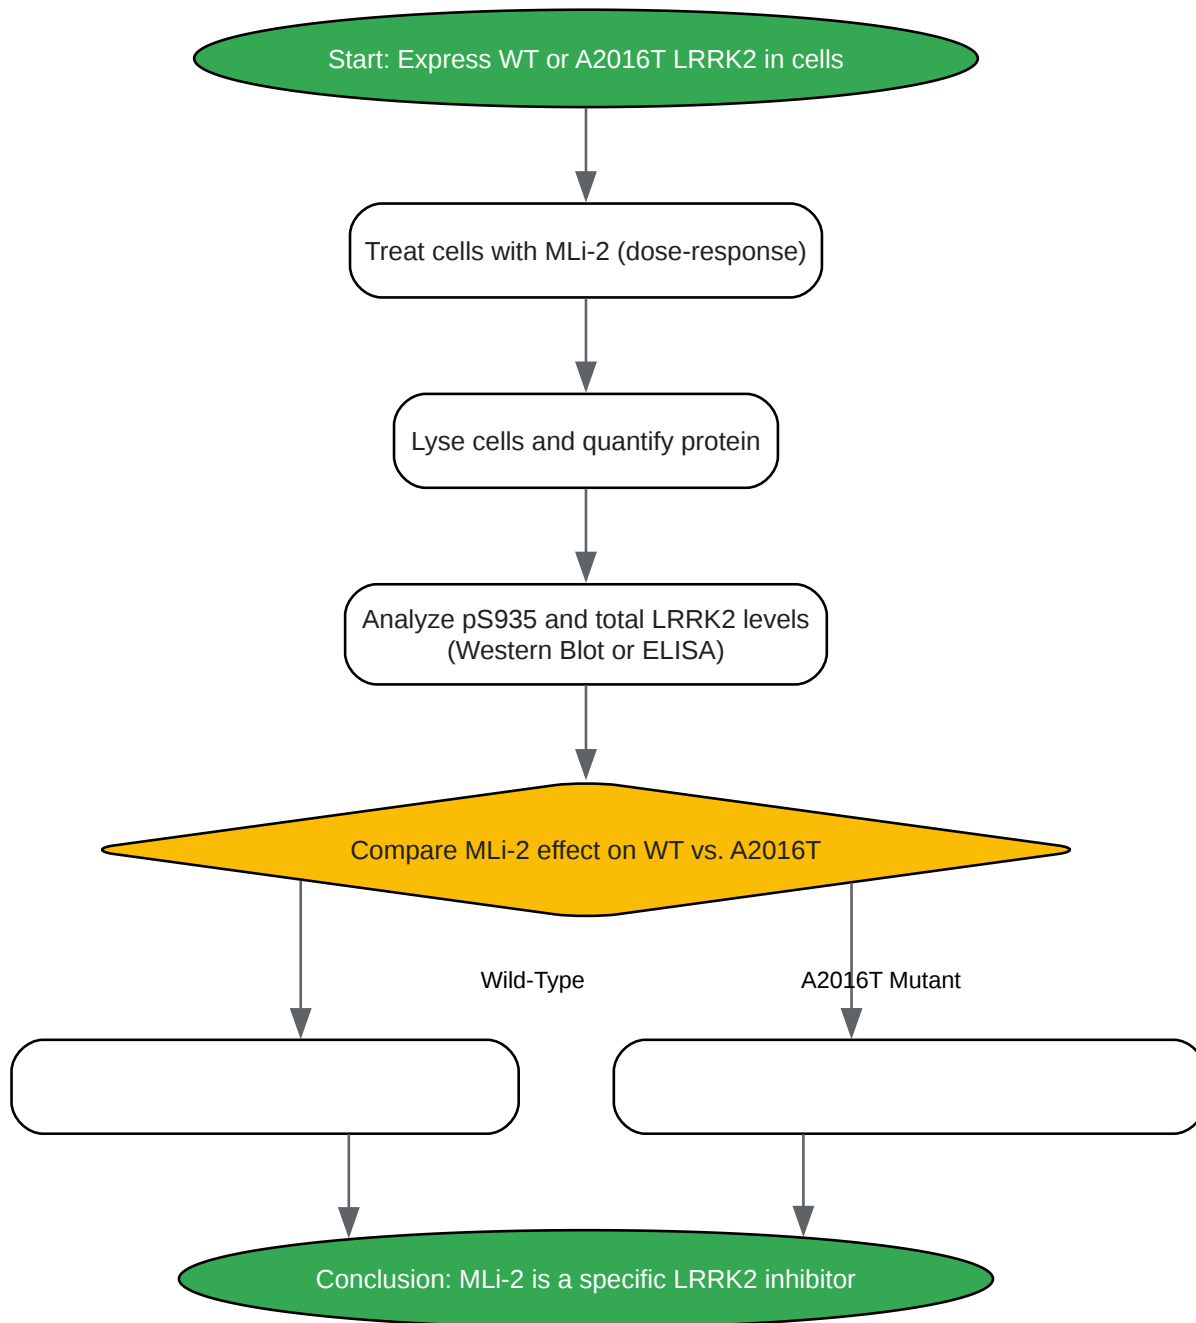 Start: Express WT or A2016T LRRK2 in cells
Treat cells with MLi-2 (dose-response)
Lyse cells and quantify protein
Analyze pS935 and total LRRK2 levels
(Western Blot or ELISA)
Compare MLi-2 effect on WT vs. A2016T
Wild-Type
A2016T Mutant
Conclusion: MLi-2 is a specific LRRK2 inhibitor